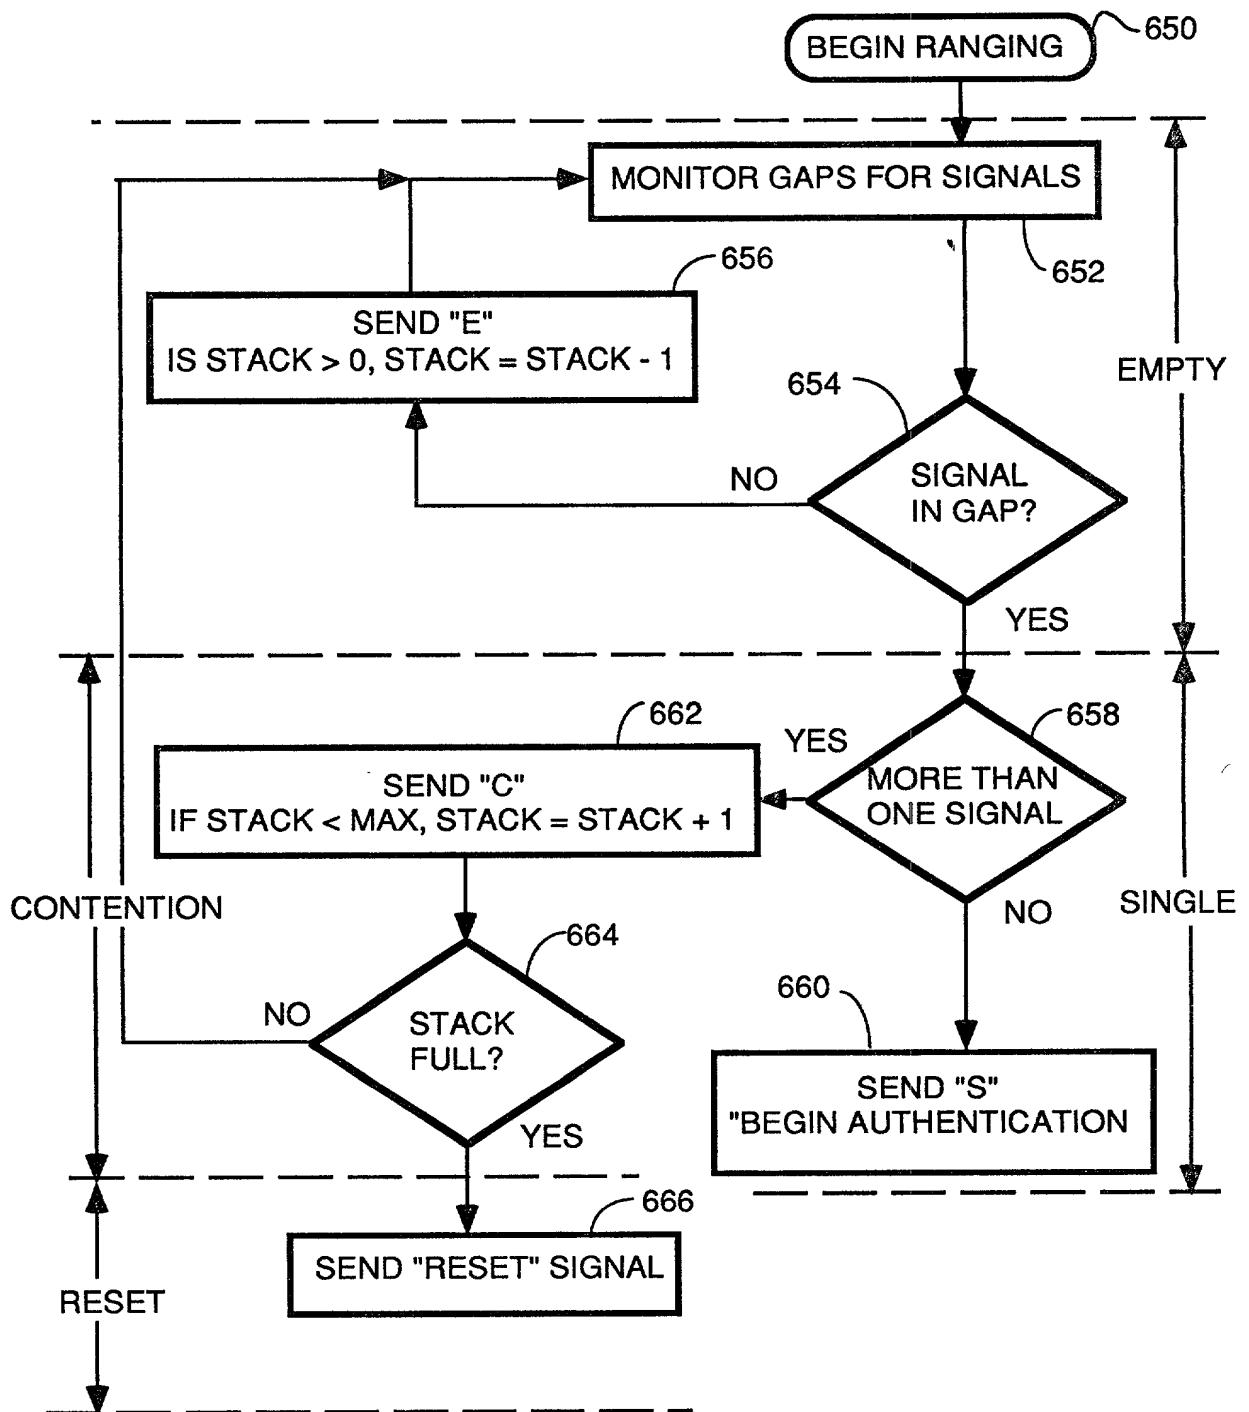 BEGIN RANGING
650
MONITOR GAPS FOR SIGNALS
652
656
SEND "E"
IS STACK > 0, STACK = STACK - 1
EMPTY
654
SIGNAL
IN GAP?
NO
YES
662
SEND "C"
IF STACK < MAX, STACK = STACK + 1
YES
658
MORE THAN
ONE SIGNAL
NO
SINGLE
CONTENTION
664
STACK
FULL?
NO
YES
660
SEND "S"
"BEGIN AUTHENTICATION
666
SEND "RESET" SIGNAL
RESET